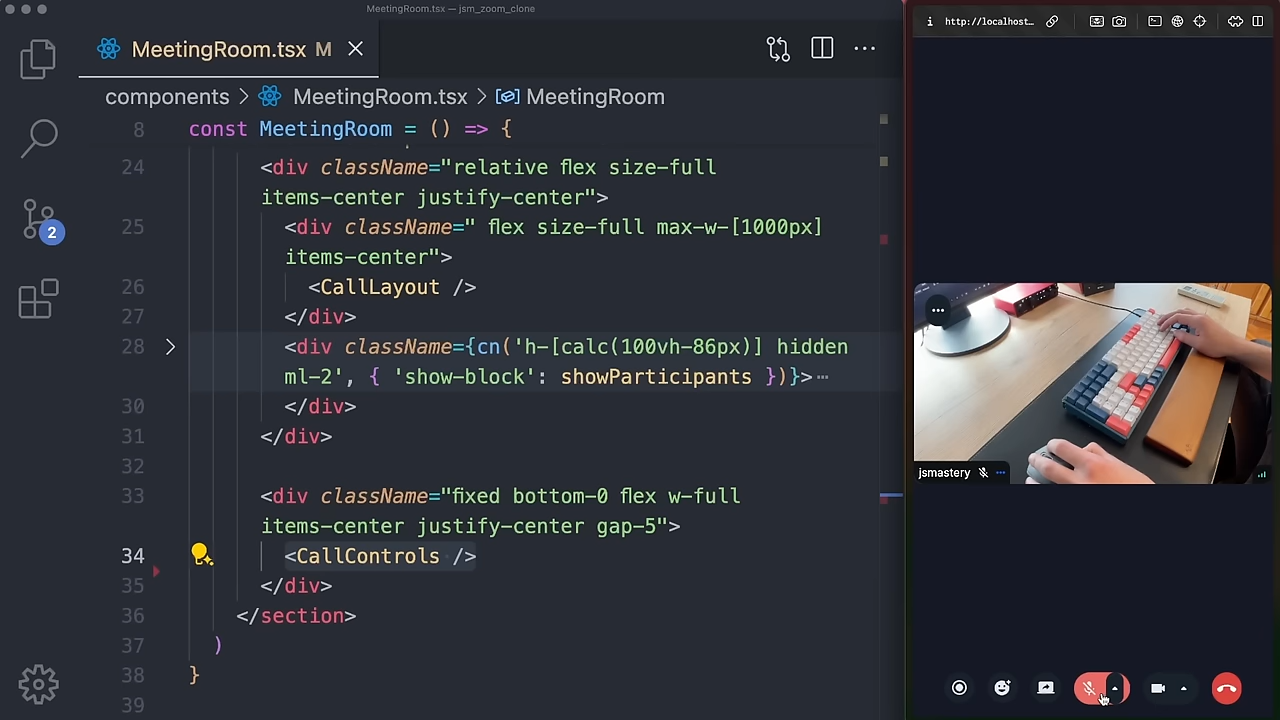 MeetingRoom.tsx — jsm_zoom_clone
MeetingRoom.tsx M
components > MeetingRoom.tsx > MeetingRoom
8 const MeetingRoom = () => {
24 <div className="relative flex size-full
items-center justify-center">
25 <div className=" flex size-full max-w-[1000px]
items-center">
26 <CallLayout />
27 </div>
28 <div className={cn('h-[calc(100vh-86px)] hidden
ml-2', { 'show-block': showParticipants })}>⋯
30 </div>
31 </div>
32
33 <div className="fixed bottom-0 flex w-full
items-center justify-center gap-5">
34 <CallControls />
35 </div>
36 </section>
37 )
38 }
39
2
http://localhost…
jsmastery